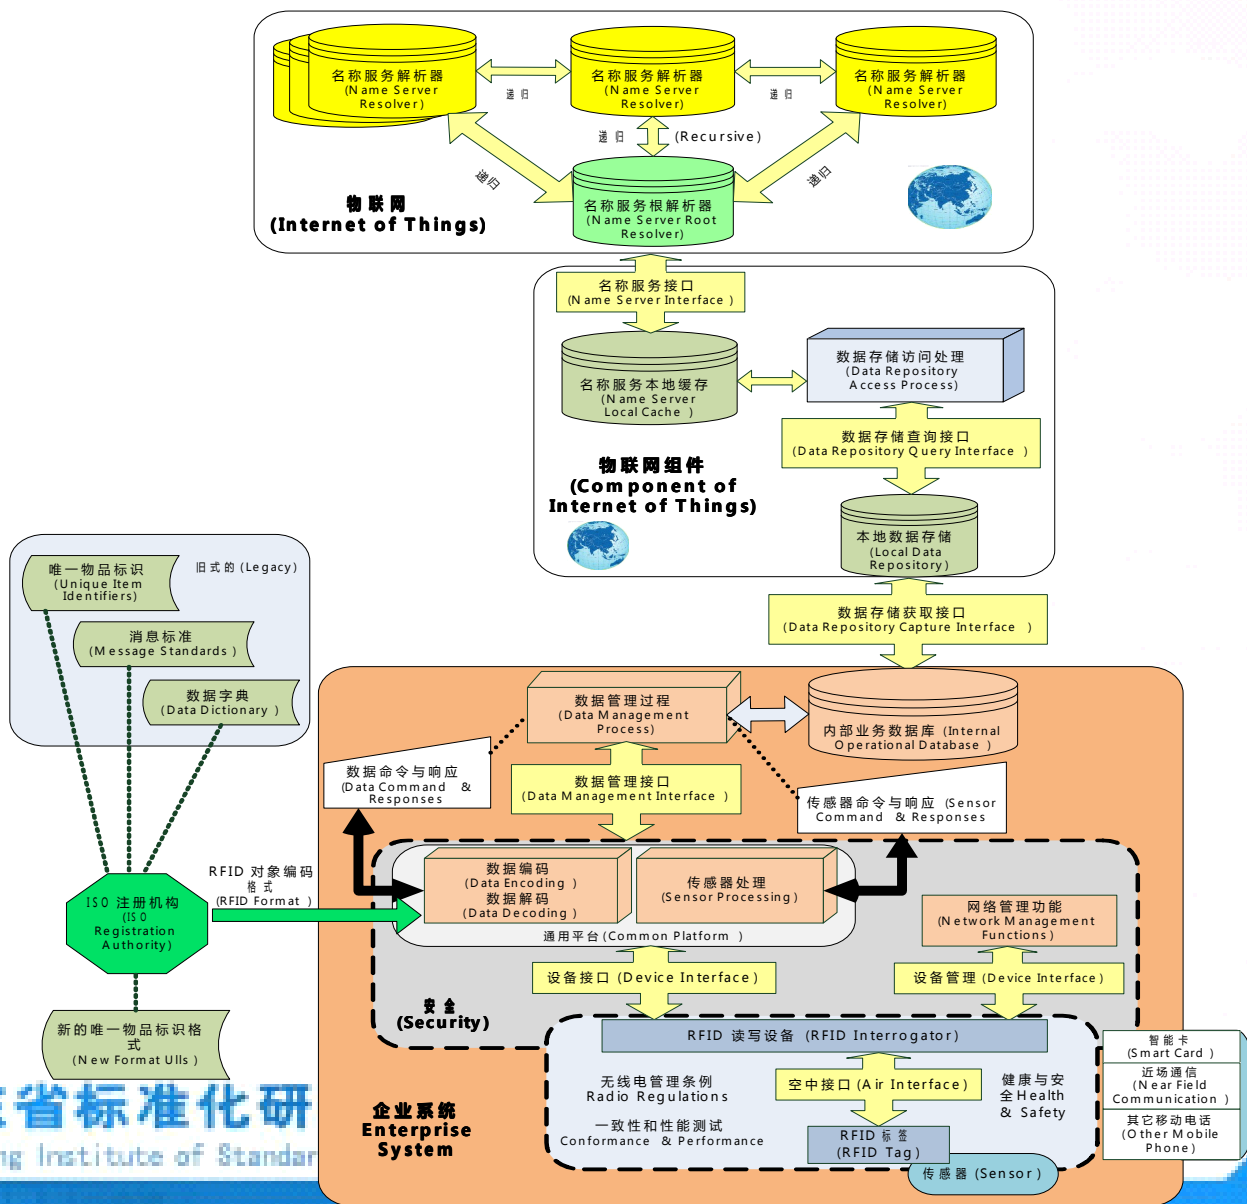 名称服务解析器
(Name Server
Resolver)
名称服务解析器
(Name Server
Resolver)
名称服务解析器
(Name Server
Resolver)
递归
递归
递归
(Recursive)
递归
递归
名称服务根解析器
(Name Server Root
Resolver)
物联网
(Internet of Things)
名称服务接口
(Name Server Interface )
名称服务本地缓存
(Name Server
Local Cache )
数据存储访问处理
(Data Repository
Access Process)
数据存储查询接口
(Data Repository Query Interface )
物联网组件
(Component of
Internet of Things)
本地数据存储
(Local Data
Repository)
数据存储获取接口
(Data Repository Capture Interface )
唯一物品标识
(Unique Item
Identifiers)
旧式的 (Legacy)
消息标准
(Message Standards )
数据字典
(Data Dictionary )
数据管理过程
(Data Management
Process)
内部业务数据库 (Internal
Operational Database )
数据命令与响应
(Data Command &
Responses
数据管理接口
(Data Management Interface )
传感器命令与响应 (Sensor
Command & Responses
RFID 对象编码
格式
(RFID Format )
数据编码
(Data Encoding )
数据解码
(Data Decoding)
传感器处理
(Sensor Processing)
通用平台 (Common Platform )
ISO 注册机构
(ISO
Registration
Authority)
网络管理功能
(Network Management
Functions)
设备接口 (Device Interface)
设备管理 (Device Interface)
安全
(Security)
新的唯一物品标识格
式
(New Format UIIs )
RFID 读写设备 (RFID Interrogator)
无线电管理条例
Radio Regulations
空中接口 (Air Interface)
健康与安
全 Health
& Safety
一致性和性能测试
Conformance & Performance
RFID 标签
(RFID Tag)
传感器 (Sensor)
企业系统
Enterprise
System
智能卡
(Smart Card )
近场通信
(Near Field
Communication )
其它移动电话
(Other Mobile
Phone)
省标准化研
ng Institute of Standar